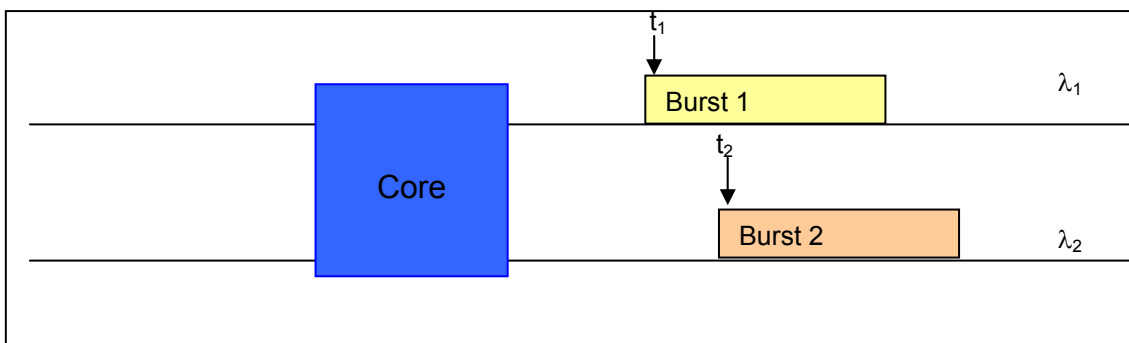 t₁
Burst 1
λ₁
t₂
Core
Burst 2
λ₂